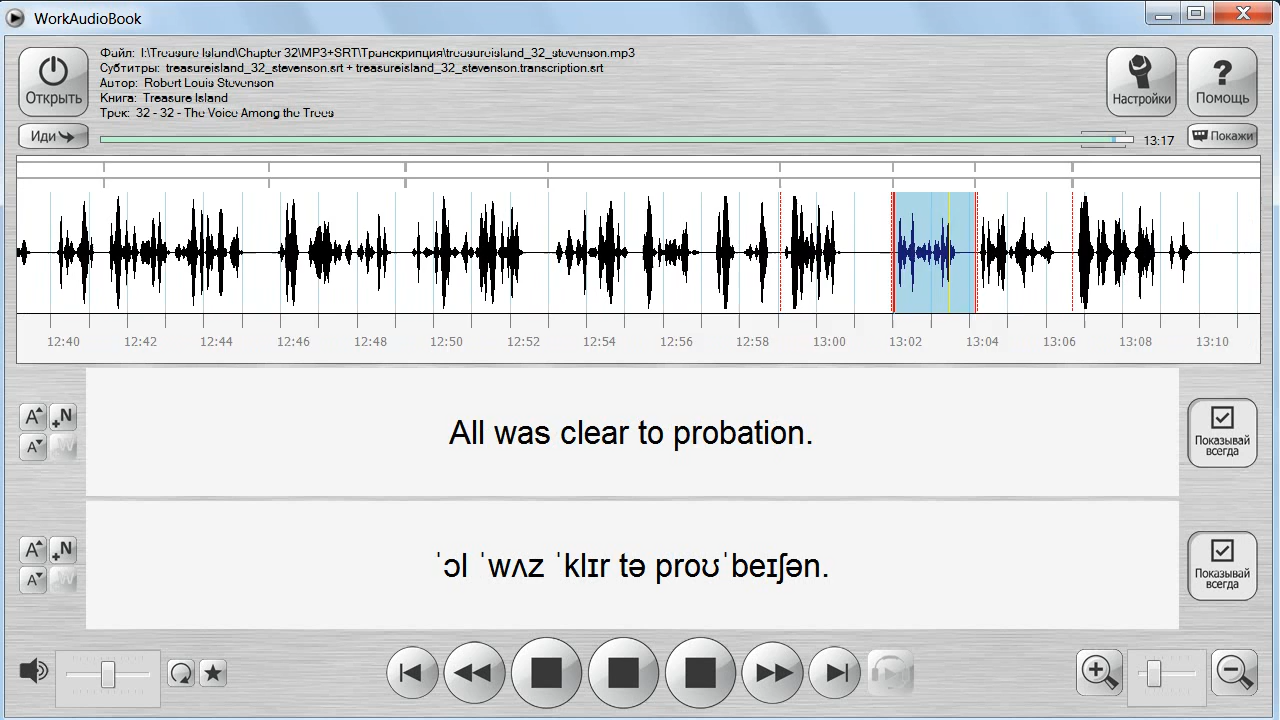 WorkAudioBook
Открыть
Файл: I:\Treasure Island\Chapter 32\MP3+SRT\Транскрипция\treasureisland_32_stevenson.mp3
Субтитры: treasureisland_32_stevenson.srt + treasureisland_32_stevenson.transcription.srt
Автор: Robert Louis Stevenson
Книга: Treasure Island
Трек: 32 - 32 - The Voice Among the Trees
Настройки
? Помощь
Иди
13:17
Покажи
12:40 12:42 12:44 12:46 12:48 12:50 12:52 12:54 12:56 12:58 13:00 13:02 13:04 13:06 13:08 13:10
A N
A W
All was clear to probation.
Показывай
всегда
A N
A W
ˈɔl ˈwʌz ˈklɪr tə proʊˈbeɪʃən.
Показывай
всегда